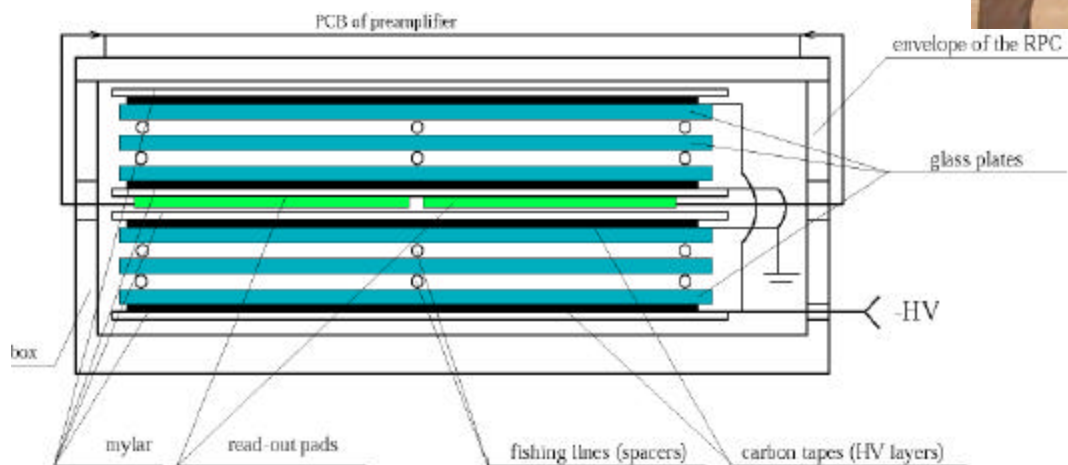 PCB of preamplifier
envelope of the RPC
glass plates
-HV
box
mylar
read-out pads
fishing lines (spacers)
carbon tapes (HV layers)